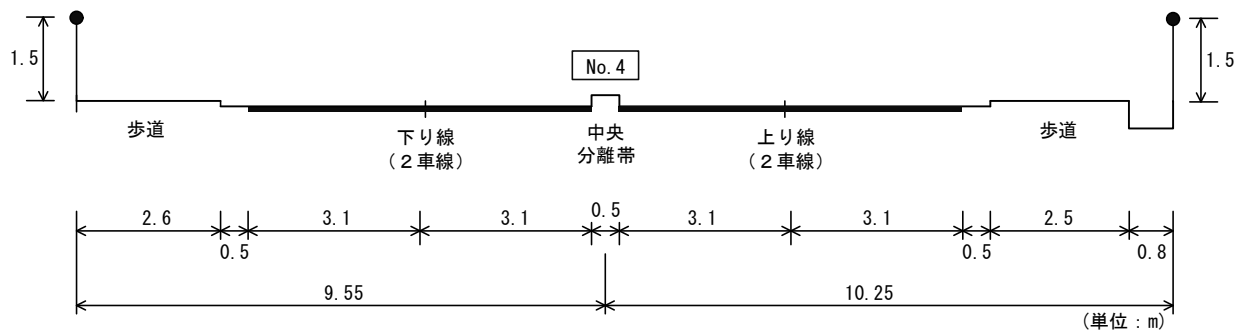 1.5
No.4
1.5
歩道
下り線
(２車線)
中央
分離帯
上り線
(２車線)
歩道
2.6
0.5
3.1
3.1
0.5
3.1
3.1
0.5
2.5
0.8
9.55
10.25
(単位：m)